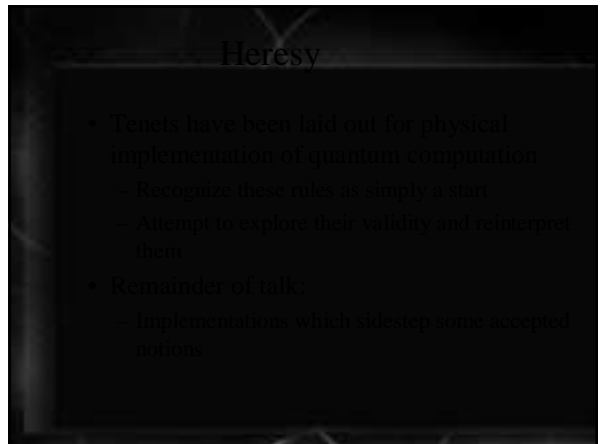 Heresy
• Tenets have been laid out for physical
implementation of quantum computation
– Recognize these rules as simply a start
– Attempt to explore their validity and reinterpret
them
• Remainder of talk:
– Implementations which sidestep some accepted
notions